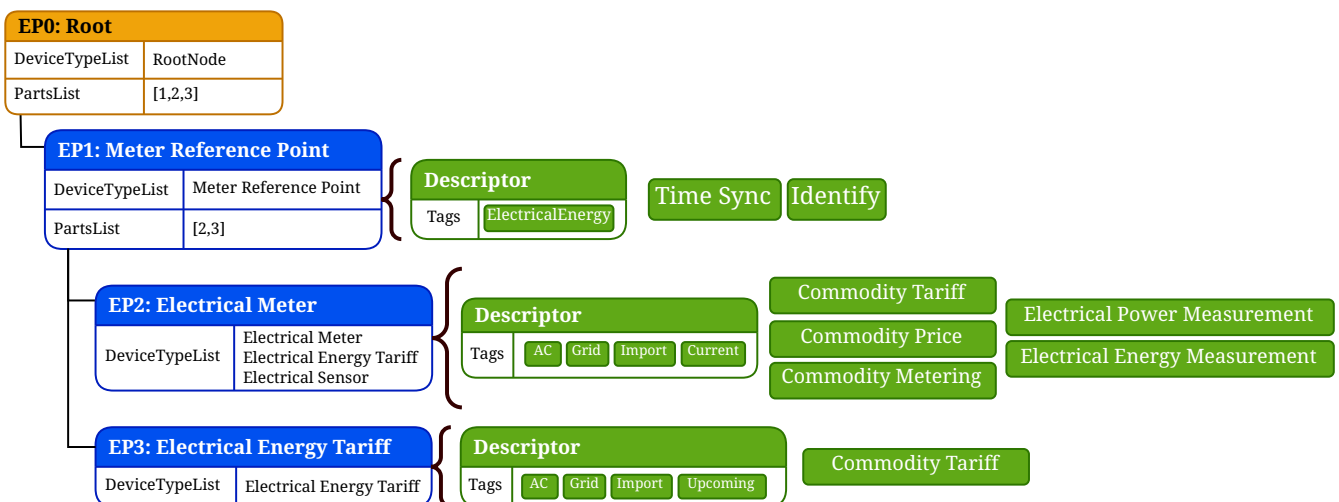 EP0: Root
DeviceTypeList RootNode
PartsList [1,2,3]
EP1: Meter Reference Point
DeviceTypeList Meter Reference Point
PartsList [2,3]
Descriptor
Tags ElectricalEnergy
Time Sync Identify
EP2: Electrical Meter
DeviceTypeList
Electrical Meter
Electrical Energy Tariff
Electrical Sensor
Descriptor
Tags AC Grid Import Current
Commodity Tariff
Commodity Price
Commodity Metering
Electrical Power Measurement
Electrical Energy Measurement
EP3: Electrical Energy Tariff
DeviceTypeList Electrical Energy Tariff
Descriptor
Tags AC Grid Import Upcoming
Commodity Tariff